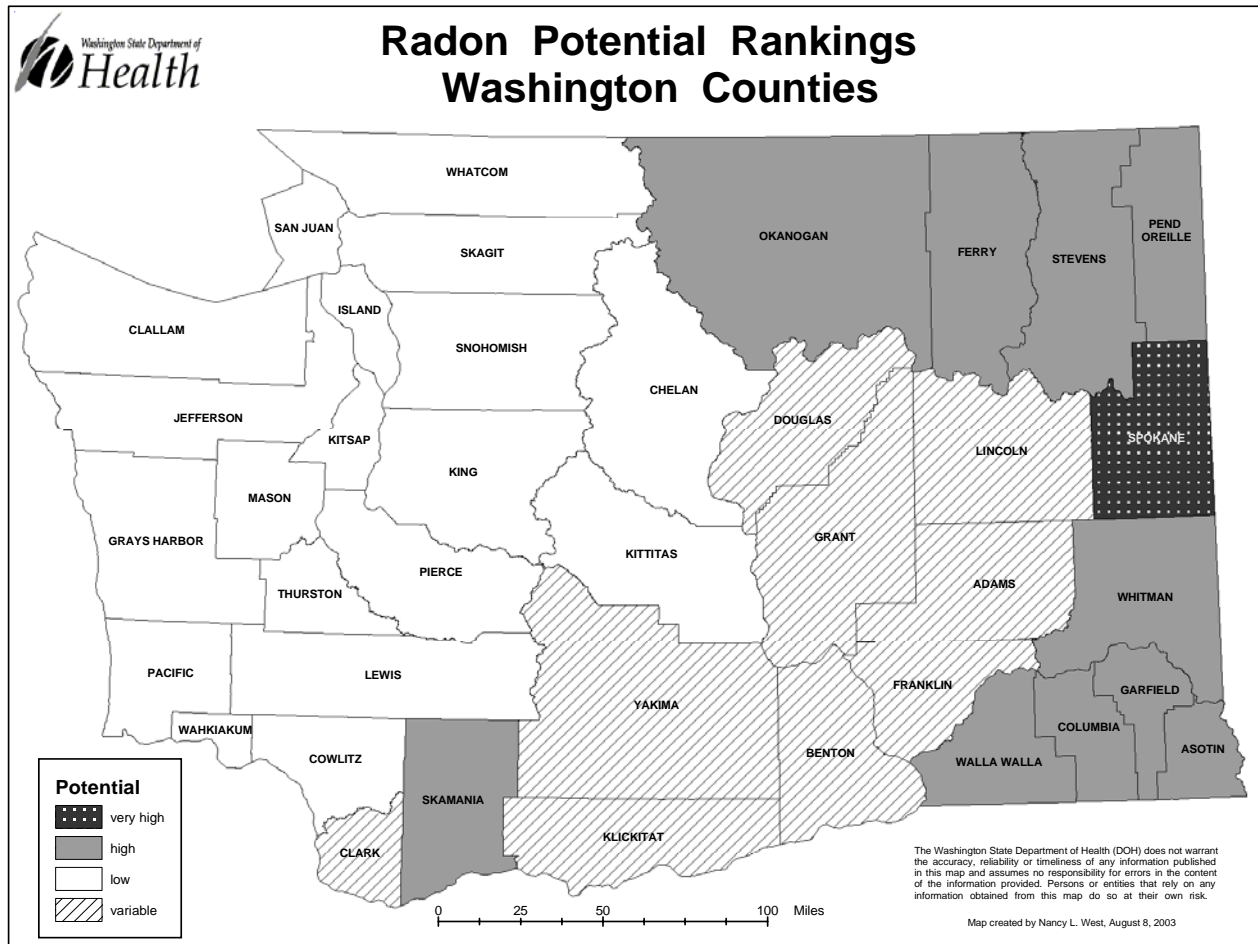 Washington State Department of
Health
Radon Potential Rankings
Washington Counties
WHATCOM
SAN JUAN
SKAGIT
OKANOGAN
FERRY
STEVENS
PEND
OREILLE
ISLAND
CLALLAM
SNOHOMISH
CHELAN
JEFFERSON
KITSAP
DOUGLAS
SPOKANE
KING
LINCOLN
MASON
GRAYS HARBOR
KITTITAS
GRANT
PIERCE
ADAMS
THURSTON
WHITMAN
PACIFIC
LEWIS
YAKIMA
FRANKLIN
GARFIELD
WAHKIAKUM
COLUMBIA
COWLITZ
BENTON
ASOTIN
WALLA WALLA
SKAMANIA
KLICKITAT
CLARK
Potential
very high
high
low
variable
0 25 50 100 Miles
The Washington State Department of Health (DOH) does not warrant
the accuracy, reliability or timeliness of any information published
in this map and assumes no responsibility for errors in the content
of the information provided. Persons or entities that rely on any
information obtained from this map do so at their own risk.
Map created by Nancy L. West, August 8, 2003